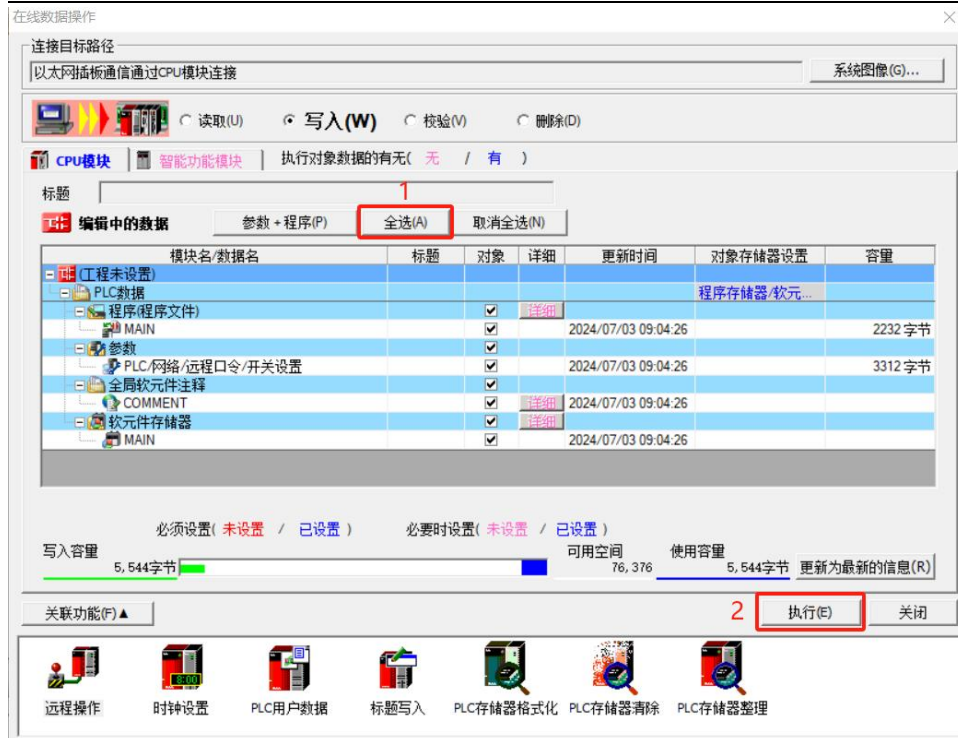 在线数据操作
连接目标路径
以太网插板通信通过CPU模块连接
系统图像(G)...
读取(U) 写入(W) 校验(V) 删除(D)
CPU模块 智能功能模块 执行对象数据的有无( 无 / 有 )
标题
1
编辑中的数据 参数+程序(P) 全选(A) 取消全选(N)
模块名/数据名 标题 对象 详细 更新时间 对象存储器设置 容量
(工程未设置)
PLC数据 程序存储器/软元...
程序(程序文件) 详细
MAIN 2024/07/03 09:04:26 2232 字节
参数
PLC/网络/远程口令/开关设置 2024/07/03 09:04:26 3312 字节
全局软元件注释
COMMENT 详细 2024/07/03 09:04:26
软元件存储器 详细
MAIN 2024/07/03 09:04:26
必须设置( 未设置 / 已设置 ) 必要时设置( 未设置 / 已设置 )
写入容量 可用空间 使用容量
5,544字节 76,376 5,544字节 更新为最新的信息(R)
关联功能(F)▲ 2 执行(E) 关闭
8:00
远程操作 时钟设置 PLC用户数据 标题写入 PLC存储器格式化 PLC存储器清除 PLC存储器整理